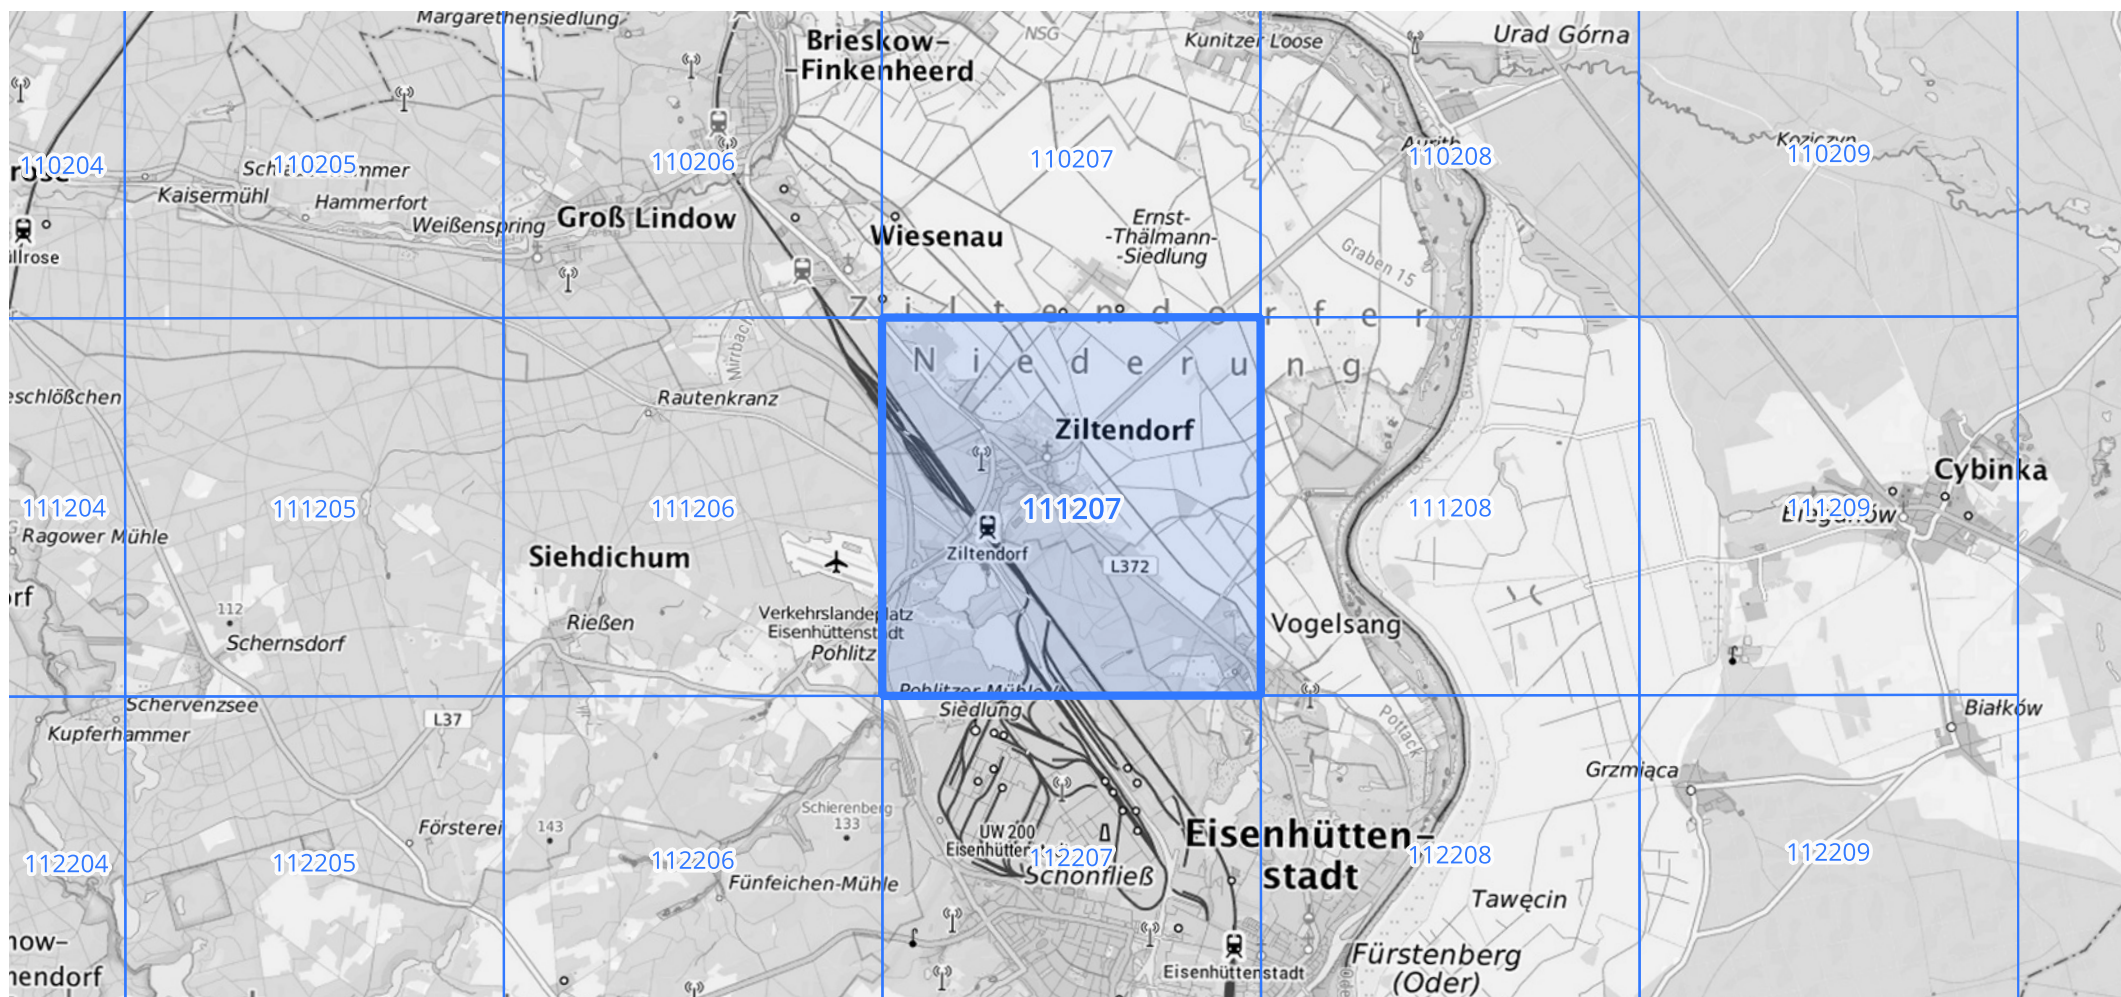 Margarethensiedlung
Brieskow-
-Finkenheerd
NSG
Kunitzer Loose
Urad Górna
Aurith
Koziczyn
110204
110205
110206
110207
110208
110209
Kaisermühl
Hammerfort
Weißenspring
Groß Lindow
Wiesenau
Ernst-
-Thälmann-
-Siedlung
Graben 15
Ziltendorfer
Niederung
Mirrbach
Rautenkranz
Ziltendorf
Cybinka
111204
111205
111206
111207
111208
111209
Ragower Mühle
Siehdichum
Ziltendorf
L372
112
Schernsdorf
Rießen
Verkehrslandeplatz
Eisenhüttenstadt
Pohlitz
Vogelsang
Pohlitzer Mühle
Siedlung
Schervenzsee
Kupferhammer
L37
Pottack
Białków
Grzmiąca
Försterei
143
Schierenberg
133
UW 200
Eisenhütten-
stadt
112204
112205
112206
112207
112208
112209
Fünfeichen-Mühle
Schönfließ
Tawęcin
Eisenhüttenstadt
Fürstenberg
(Oder)